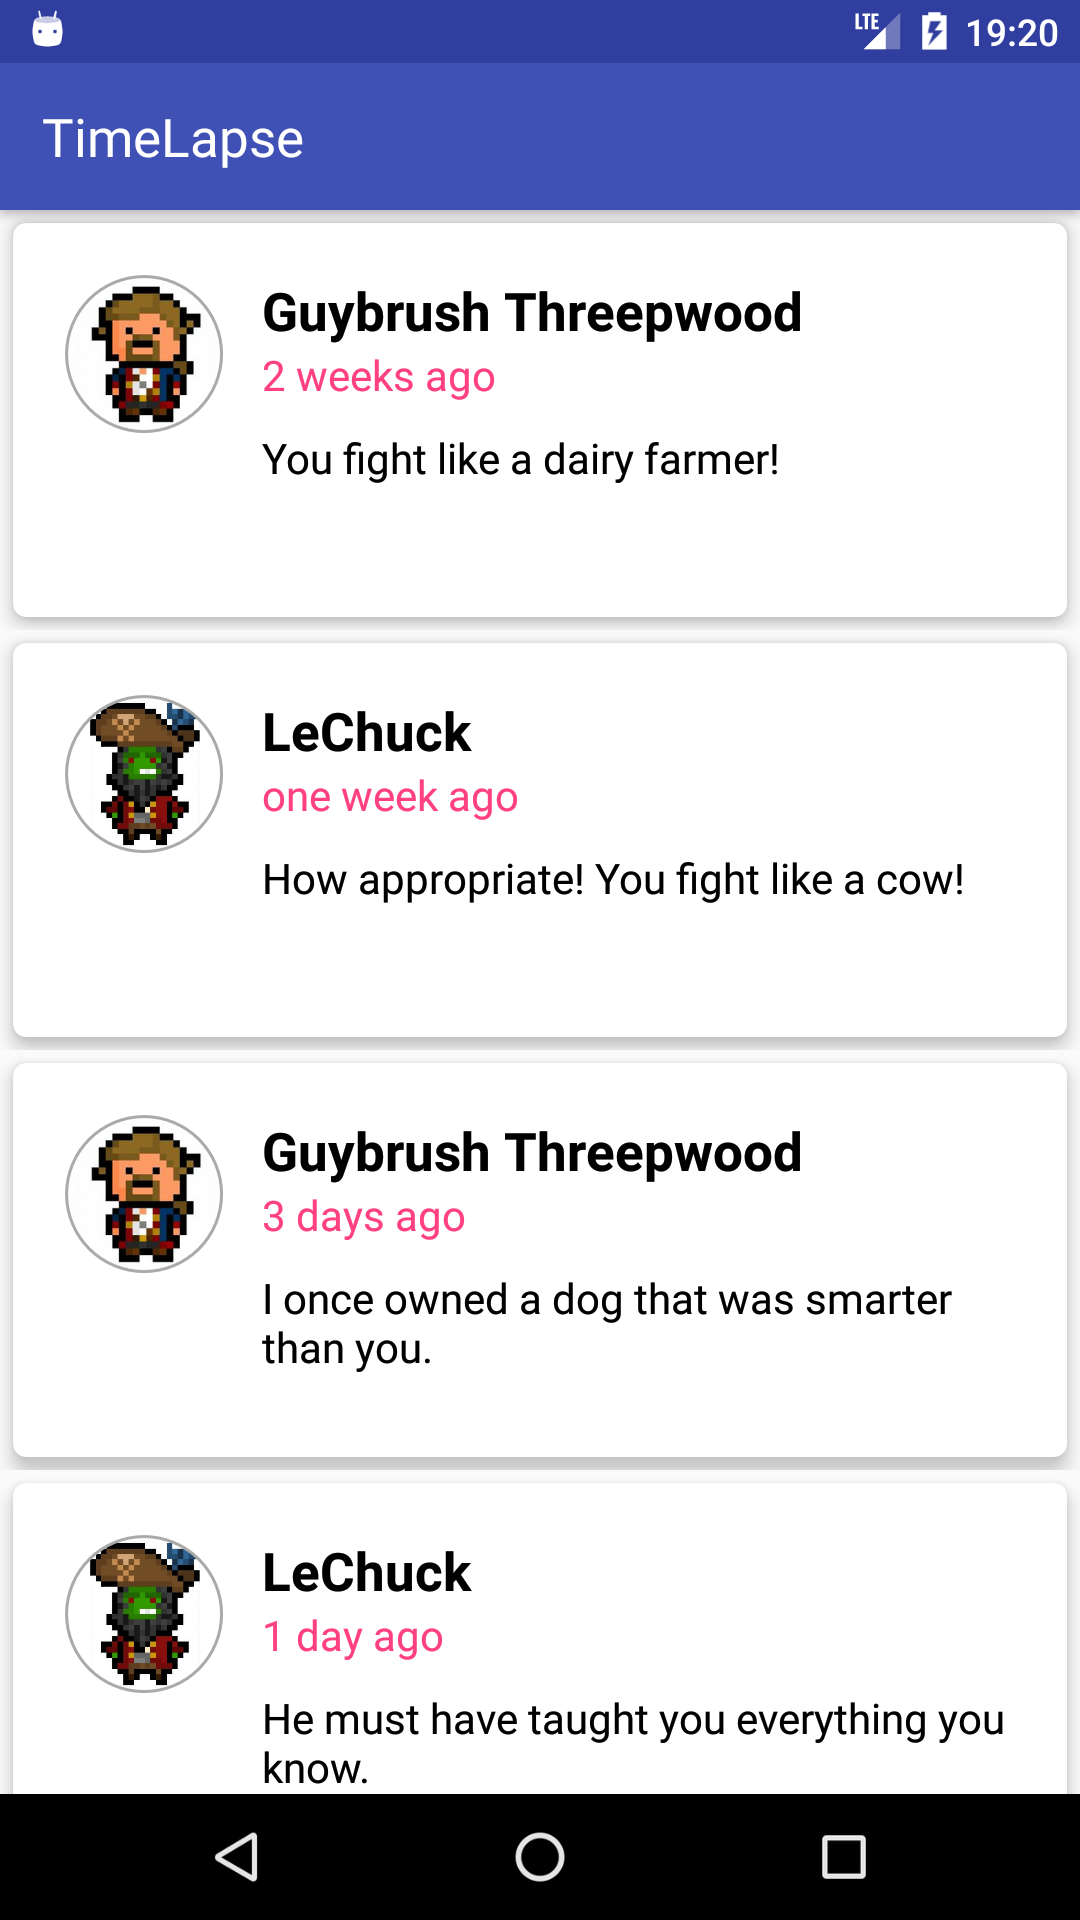 LTE 19:20
TimeLapse
Guybrush Threepwood
2 weeks ago
You fight like a dairy farmer!
LeChuck
one week ago
How appropriate! You fight like a cow!
Guybrush Threepwood
3 days ago
I once owned a dog that was smarter
than you.
LeChuck
1 day ago
He must have taught you everything you
know.